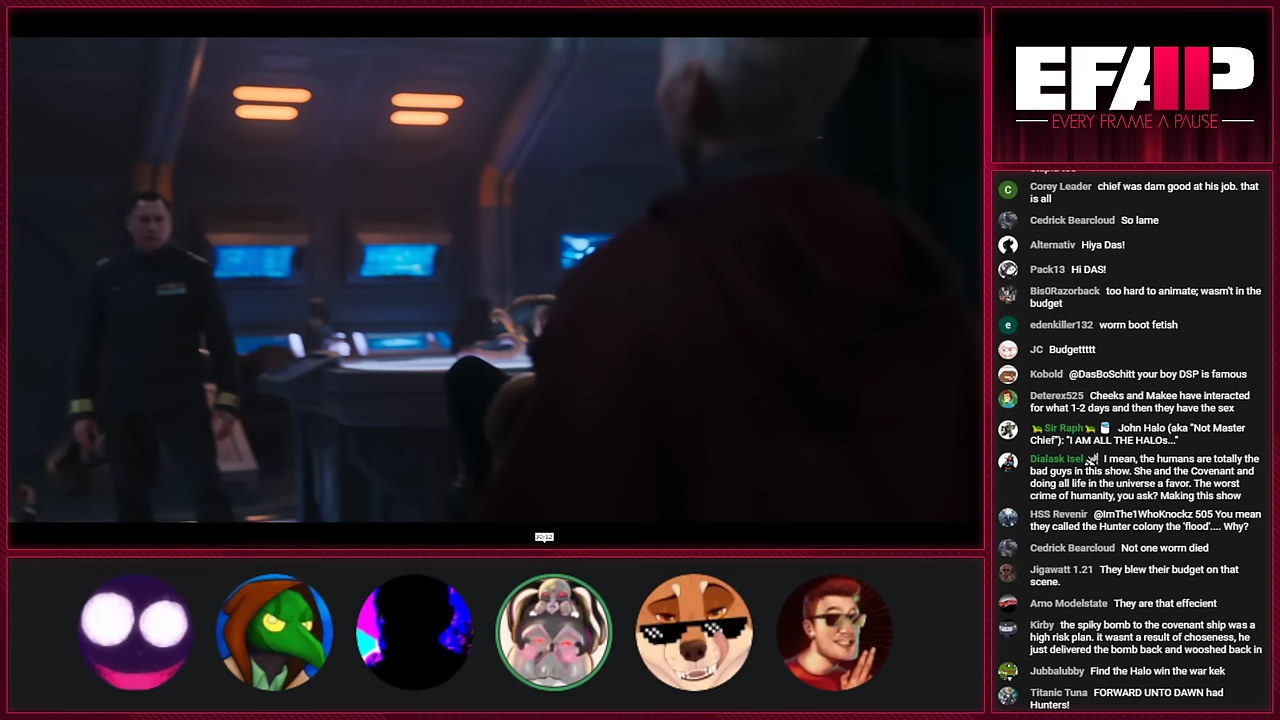 EFAP
EVERY FRAME A PAUSE
Corey Leader chief was dam good at his job. that
is all
Cedrick Bearcloud So lame
Alternativ Hiya Das!
Pack13 Hi DAS!
Bis0Razorback too hard to animate; wasm't in the
budget
edenkiller132 worm boot fetish
JC Budgettttt
Kobold @DasBoSchitt your boy DSP is famous
Deterex525 Cheeks and Makee have interacted
for what 1-2 days and then they have the sex
Sir Raph John Halo (aka "Not Master
Chief"): "I AM ALL THE HALOs..."
Dialask Isel I mean, the humans are totally the
bad guys in this show. She and the Covenant and
doing all life in the universe a favor. The worst
crime of humanity, you ask? Making this show
HSS Revenir @ImThe1WhoKnockz 505 You mean
they called the Hunter colony the 'flood'.... Why?
Cedrick Bearcloud Not one worm died
Jigawatt 1.21 They blew their budget on that
scene.
Arno Modelstate They are that effecient
Kirby the spiky bomb to the covenant ship was a
high risk plan. it wasnt a result of choseness, he
just delivered the bomb back and wooshed back in
Jubbalubby Find the Halo win the war kek
Titanic Tuna FORWARD UNTO DAWN had
Hunters!